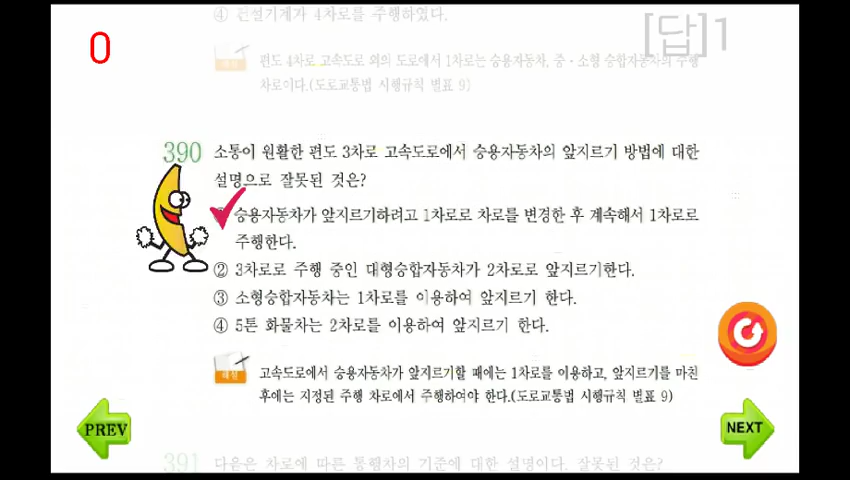 ④ 건설기계가 4차로를 주행하였다.
0
[답]1
해설
편도 4차로 고속도로 외의 도로에서 1차로는 승용자동차, 중·소형 승합자동차의 주행
차로이다.(도로교통법 시행규칙 별표 9)
390 소통이 원활한 편도 3차로 고속도로에서 승용자동차의 앞지르기 방법에 대한
설명으로 잘못된 것은?
승용자동차가 앞지르기하려고 1차로로 차로를 변경한 후 계속해서 1차로로
주행한다.
② 3차로로 주행 중인 대형승합자동차가 2차로로 앞지르기한다.
③ 소형승합자동차는 1차로를 이용하여 앞지르기 한다.
④ 5톤 화물차는 2차로를 이용하여 앞지르기 한다.
해설
고속도로에서 승용자동차가 앞지르기할 때에는 1차로를 이용하고, 앞지르기를 마친
후에는 지정된 주행 차로에서 주행하여야 한다.(도로교통법 시행규칙 별표 9)
PREV
NEXT
391 다음은 차로에 따른 통행차의 기준에 대한 설명이다. 잘못된 것은?